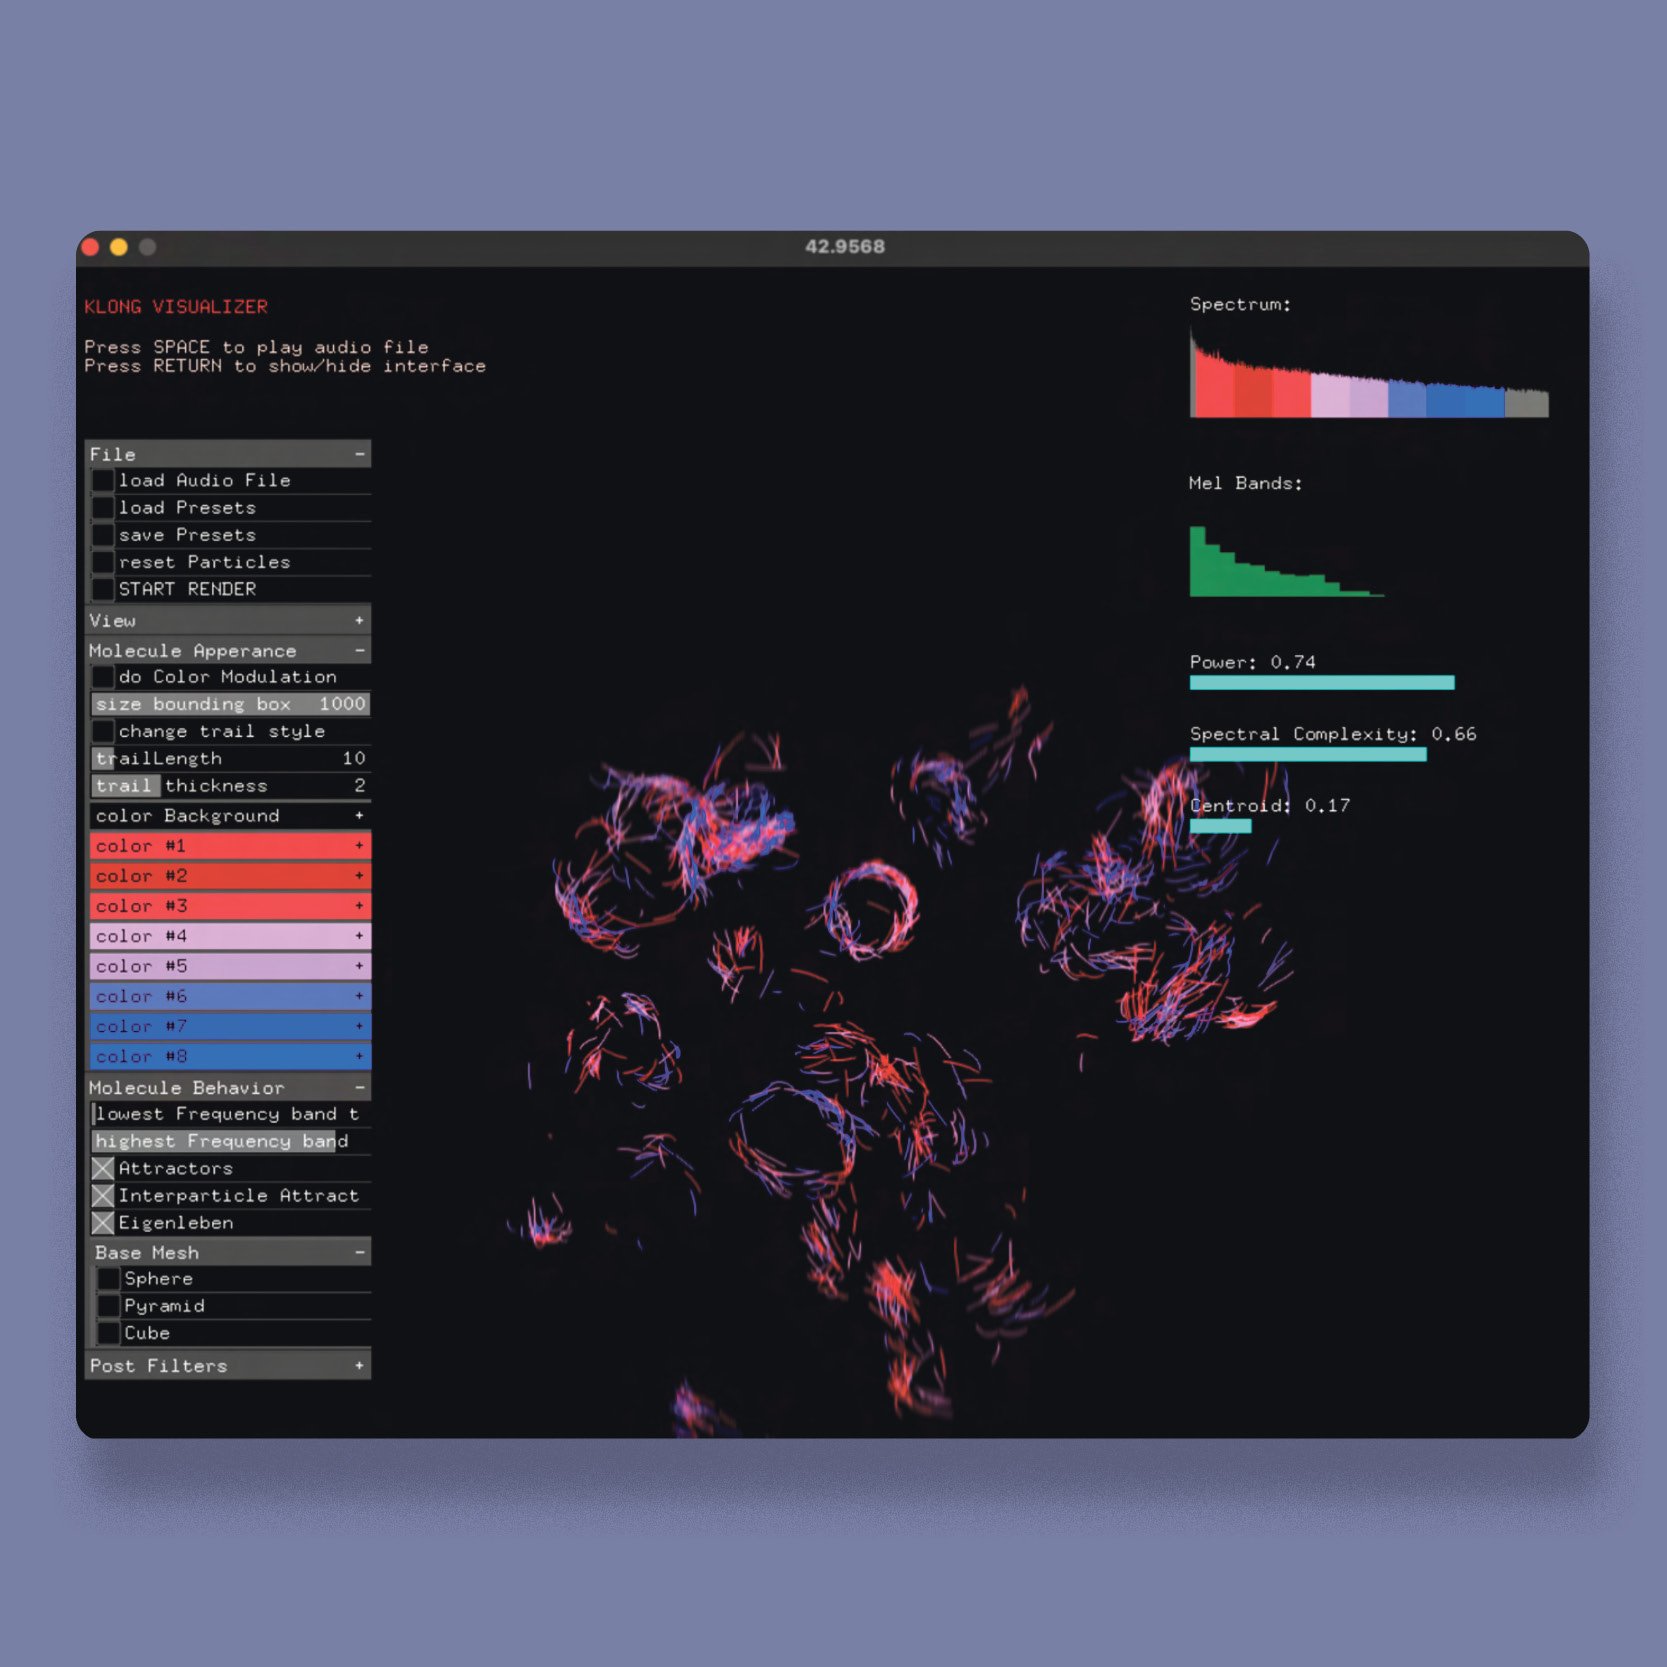 42.9568
KLONG VISUALIZER
Press SPACE to play audio file
Press RETURN to show/hide interface
File -
load Audio File
load Presets
save Presets
reset Particles
START RENDER
View +
Molecule Apperance -
do Color Modulation
size bounding box 1000
change trail style
trailLength 10
trail thickness 2
color Background +
color #1 +
color #2 +
color #3 +
color #4 +
color #5 +
color #6 +
color #7 +
color #8 +
Molecule Behavior -
lowest Frequency band t
highest Frequency band
Attractors
Interparticle Attract
Eigenleben
Base Mesh -
Sphere
Pyramid
Cube
Post Filters +
Spectrum:
Mel Bands:
Power: 0.74
Spectral Complexity: 0.66
Centroid: 0.17